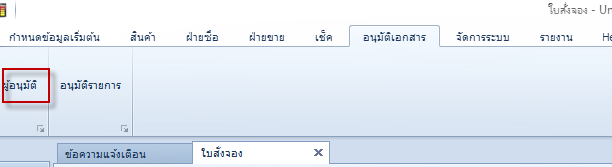 ใบสั่งจอง - Un
กำหนดข้อมูลเริ่มต้น สินค้า ฝ่ายซื้อ ฝ่ายขาย เช็ค อนุมัติเอกสาร จัดการระบบ รายงาน He
ผู้อนุมัติ อนุมัติรายการ
ข้อความแจ้งเตือน ใบสั่งจอง